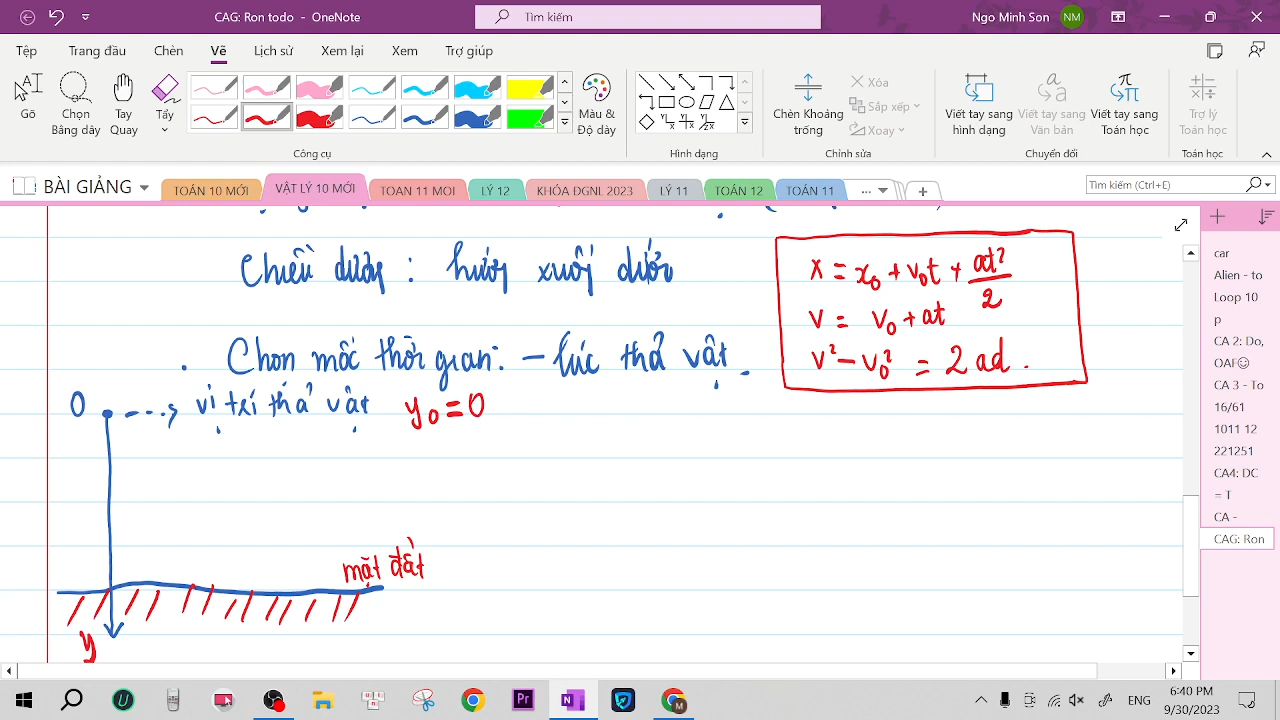 CAG: Ron todo - OneNote
Tìm kiếm
Ngo Minh Son
NM
Tệp
Trang đầu
Chèn
Vẽ
Lịch sử
Xem lại
Xem
Trợ giúp
Gõ
Chọn Bằng dây
Tay Quay
Tẩy
Màu & Độ dày
Chèn Khoảng trống
Xóa
Sắp xếp
Xoay
Viết tay sang hình dạng
Viết tay sang Văn bản
Viết tay sang Toán học
Trợ lý Toán học
Công cụ
Hình dạng
Chỉnh sửa
Chuyển đổi
Toán học
BÀI GIẢNG
TOÁN 10 MỚI
VẬT LÝ 10 MỚI
TOAN 11 MOI
LÝ 12
KHÓA ĐGNL 2023
LÝ 11
TOÁN 12
TOÁN 11
...
Tìm kiếm (Ctrl+E)
Chiều dương : hướng xuống dưới
x = x₀ + v₀t + at²/2
v = v₀ + at
v² - v₀² = 2 ad .
. Chọn mốc thời gian: - lúc thả vật.
O
vị trí thả vật y₀ = 0
mặt đất
y
car
Alien - to
Loop 10
p
CA 2: Do,
OAF☺
CA 3 - To
16/61
1011 12
221251
CA4: DC
= T
CA -
CAG: Ron
ENG
6:40 PM
9/30/2023